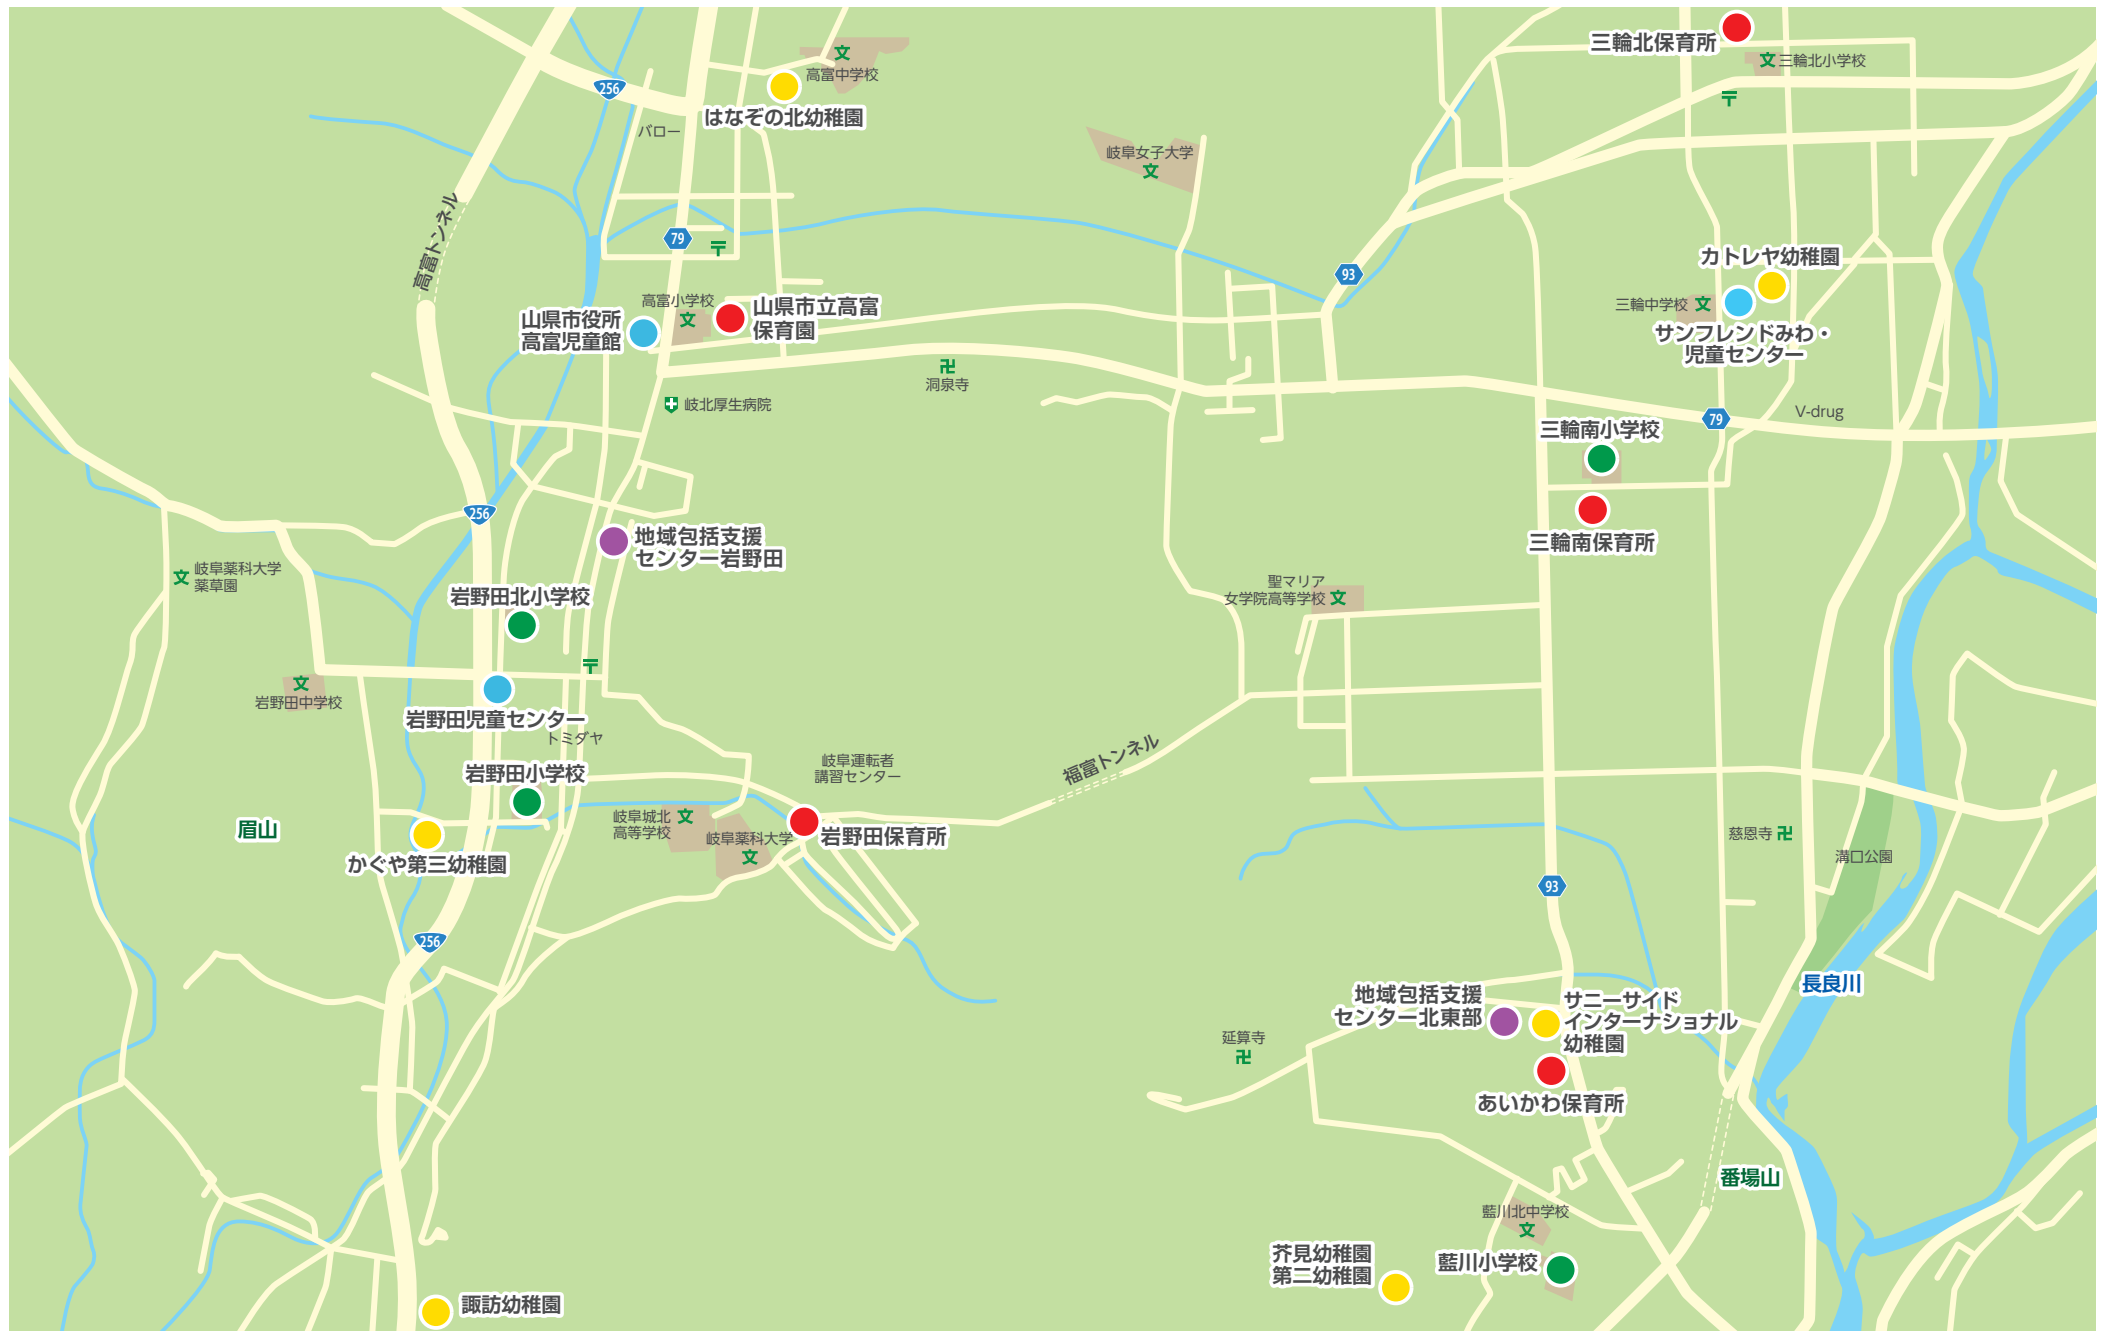 三輪北保育所
三輪北小学校
高富中学校
256
はなぞの北幼稚園
バロー
岐阜女子大学
高富トンネル
79
93
カトレヤ幼稚園
三輪中学校
サンフレンドみわ・
児童センター
高富小学校
山県市役所
高富児童館
山県市立高富
保育園
洞泉寺
岐北厚生病院
V-drug
79
三輪南小学校
三輪南保育所
256
地域包括支援
センター岩野田
岐阜薬科大学
薬草園
岩野田北小学校
聖マリア
女学院高等学校
岩野田中学校
岩野田児童センター
トミダヤ
岩野田小学校
岐阜運転者
講習センター
福富トンネル
岐阜城北
高等学校
岐阜薬科大学
岩野田保育所
眉山
かぐや第三幼稚園
慈恩寺
溝口公園
93
256
長良川
地域包括支援
センター北東部
サニーサイド
インターナショナル
幼稚園
延算寺
あいかわ保育所
番場山
藍川北中学校
藍川小学校
芥見幼稚園
第二幼稚園
諏訪幼稚園